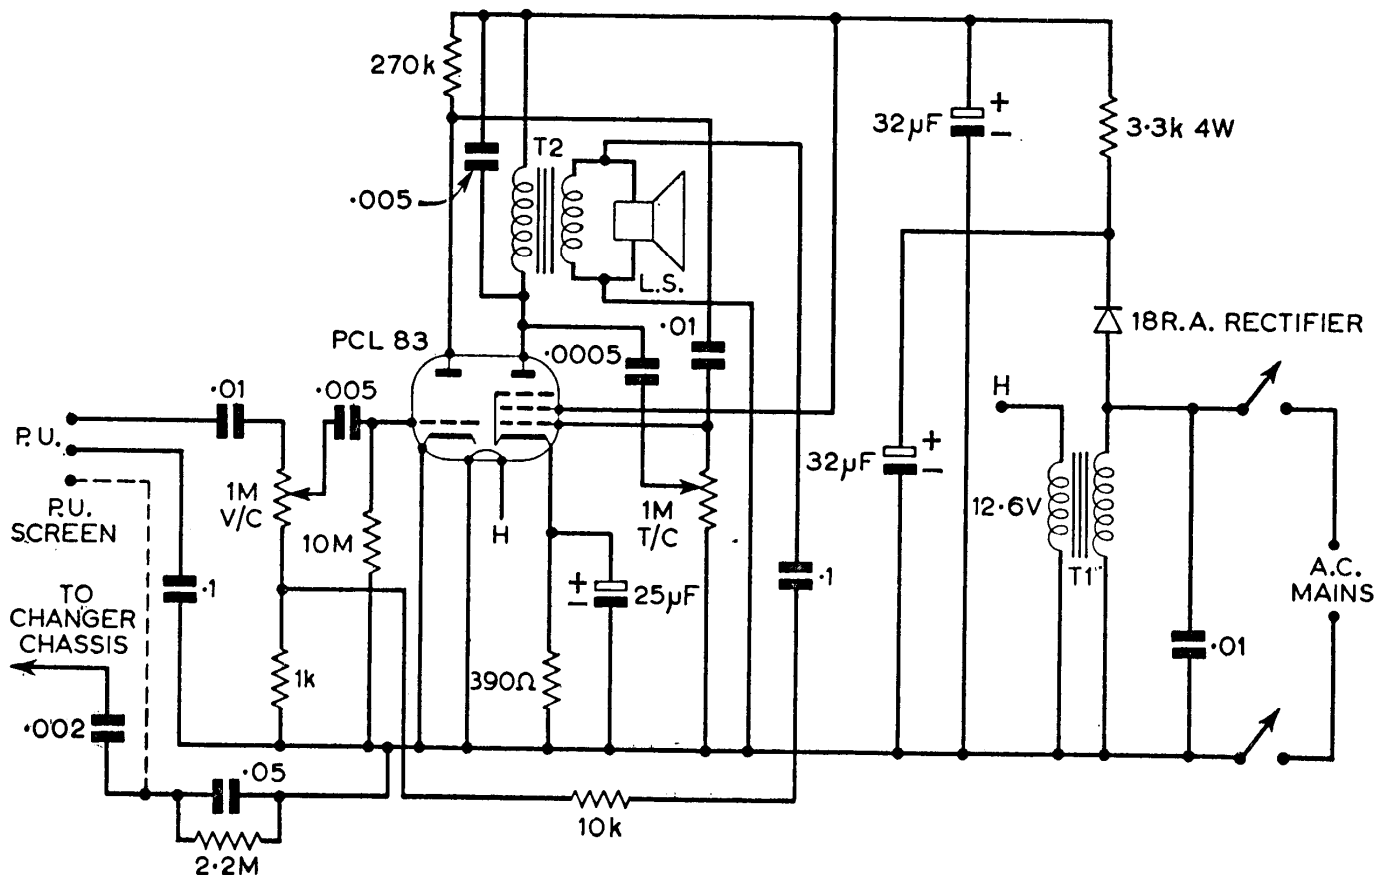 270k
32µF
+
−
3·3k 4W
T2
·005
L.S.
PCL 83
·0005
·01
18R.A. RECTIFIER
·01
·005
H
P.U.
1M
V/C
P.U.
SCREEN
10M
H
1M
T/C
32µF
+
−
12·6V
T1
A.C.
MAINS
TO
CHANGER
CHASSIS
·1
+
−
25µF
·1
·01
1k
390Ω
·002
·05
10k
2·2M